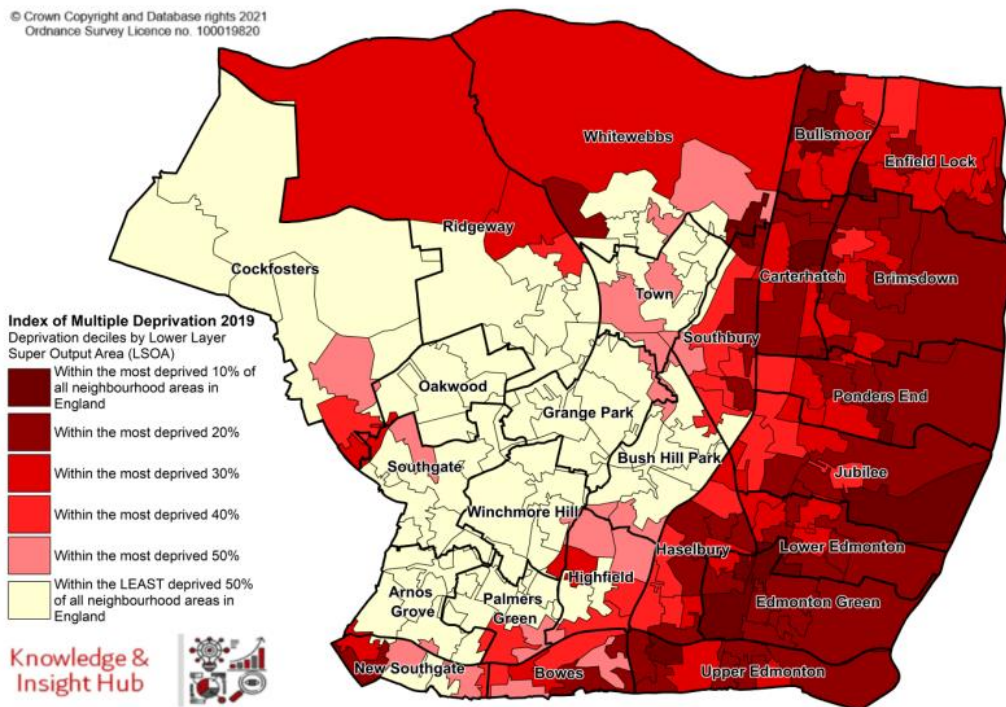 © Crown Copyright and Database rights 2021
Ordnance Survey Licence no. 100019820
Whitewebbs
Bullsmoor
Enfield Lock
Ridgeway
Cockfosters
Town
Carterhatch
Brimsdown
Southbury
Oakwood
Grange Park
Ponders End
Southgate
Bush Hill Park
Jubilee
Winchmore Hill
Haselbury
Lower Edmonton
Highfield
Arnos
Grove
Palmers
Green
Edmonton Green
New Southgate
Bowes
Upper Edmonton
Index of Multiple Deprivation 2019
Deprivation deciles by Lower Layer
Super Output Area (LSOA)
Within the most deprived 10% of
all neighbourhood areas in
England
Within the most deprived 20%
Within the most deprived 30%
Within the most deprived 40%
Within the most deprived 50%
Within the LEAST deprived 50%
of all neighbourhood areas in
England
Knowledge &
Insight Hub